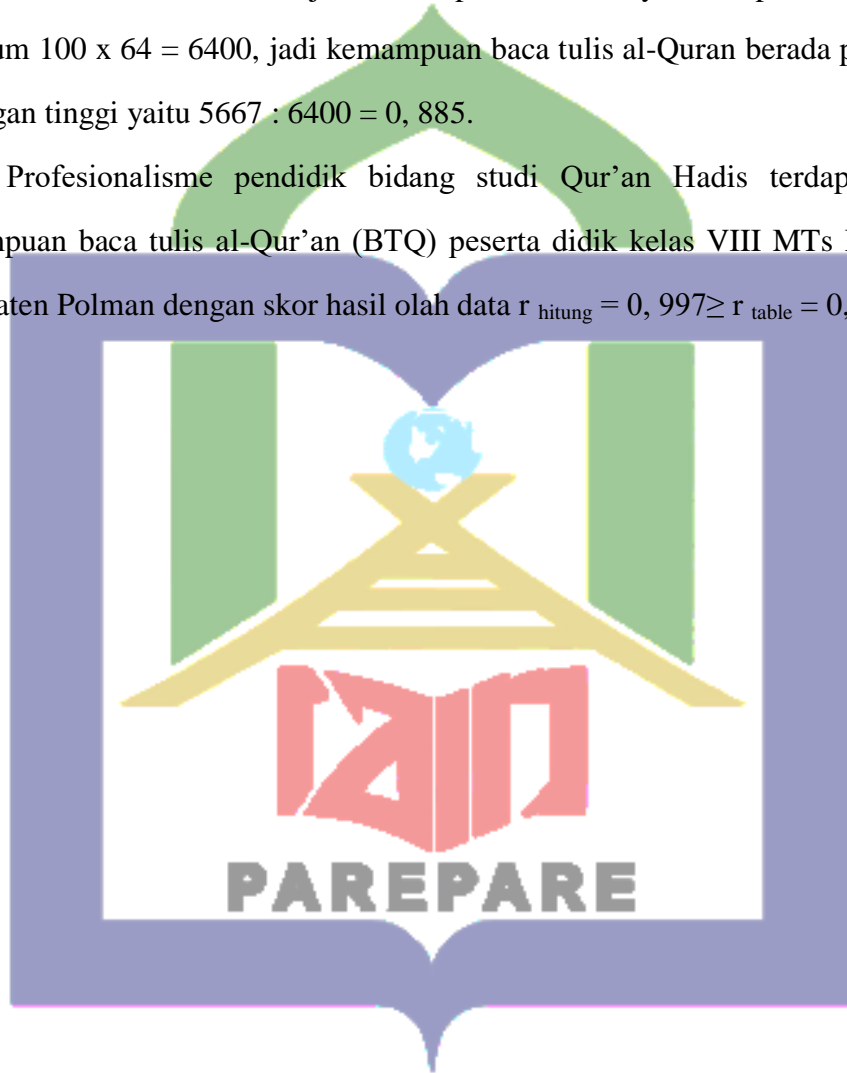 um 100 x 64 = 6400, jadi kemampuan baca tulis al-Quran berada p
gan tinggi yaitu 5667 : 6400 = 0, 885.
Profesionalisme pendidik bidang studi Qur’an Hadis terdap
puan baca tulis al-Qur’an (BTQ) peserta didik kelas VIII MTs
aten Polman dengan skor hasil olah data r hitung = 0, 997≥ r table = 0,
iain
PAREPARE